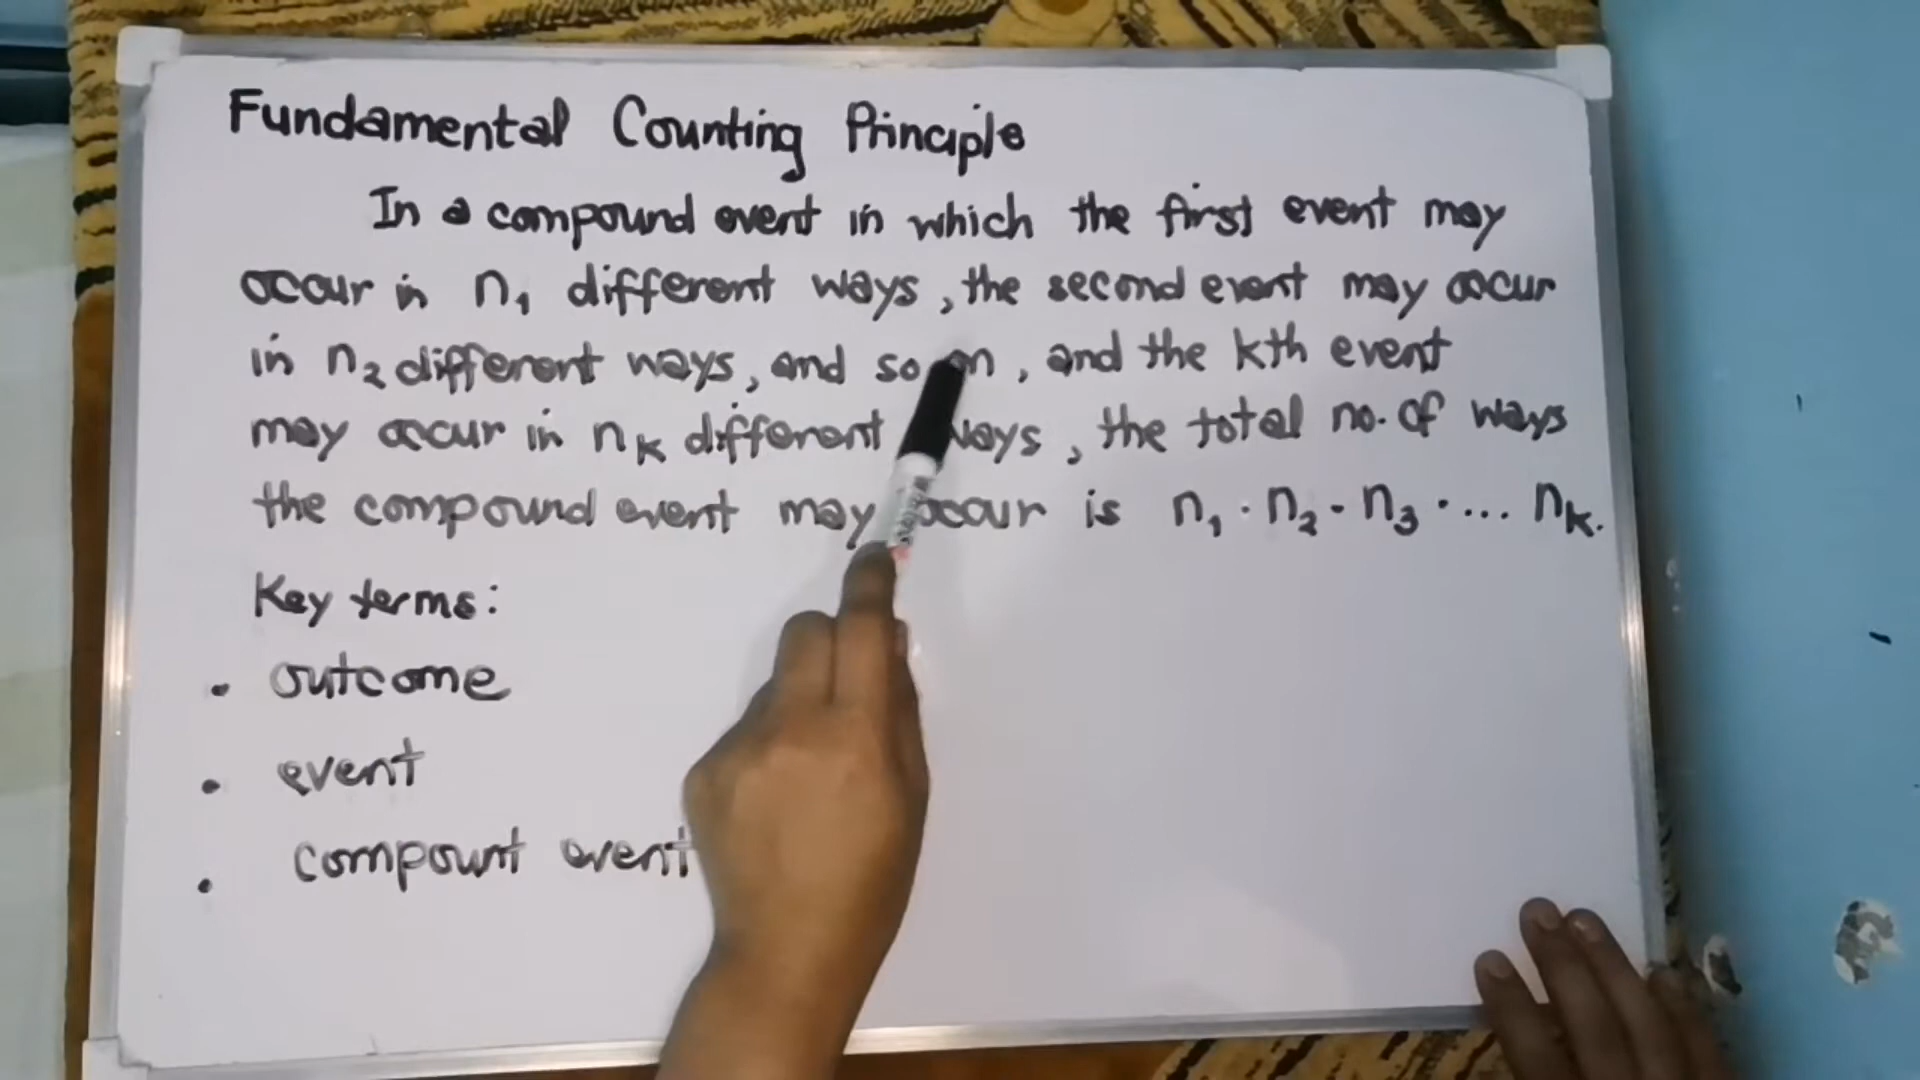 Fundamental Counting Principle
In a compound event in which the first event may
occur in n₁ different ways, the second event may occur
in n₂ different ways, and so on, and the kth event
may occur in nₖ different ways, the total no. of ways
the compound event may occur is n₁ · n₂ · n₃ · ... nₖ.
Key terms:
• outcome
• event
• compount event